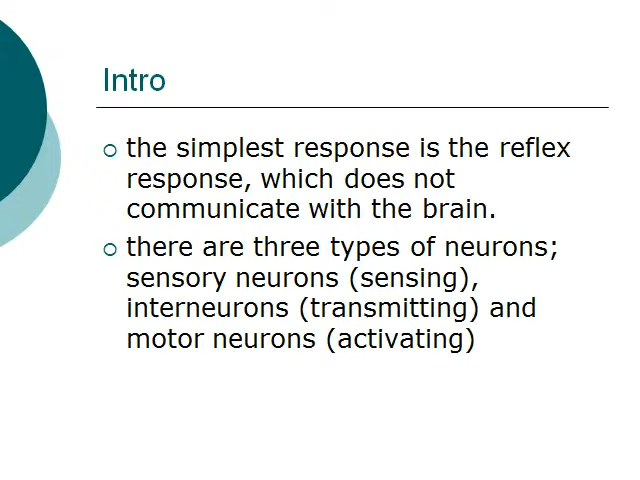 Intro
the simplest response is the reflex
response, which does not
communicate with the brain.
there are three types of neurons;
sensory neurons (sensing),
interneurons (transmitting) and
motor neurons (activating)